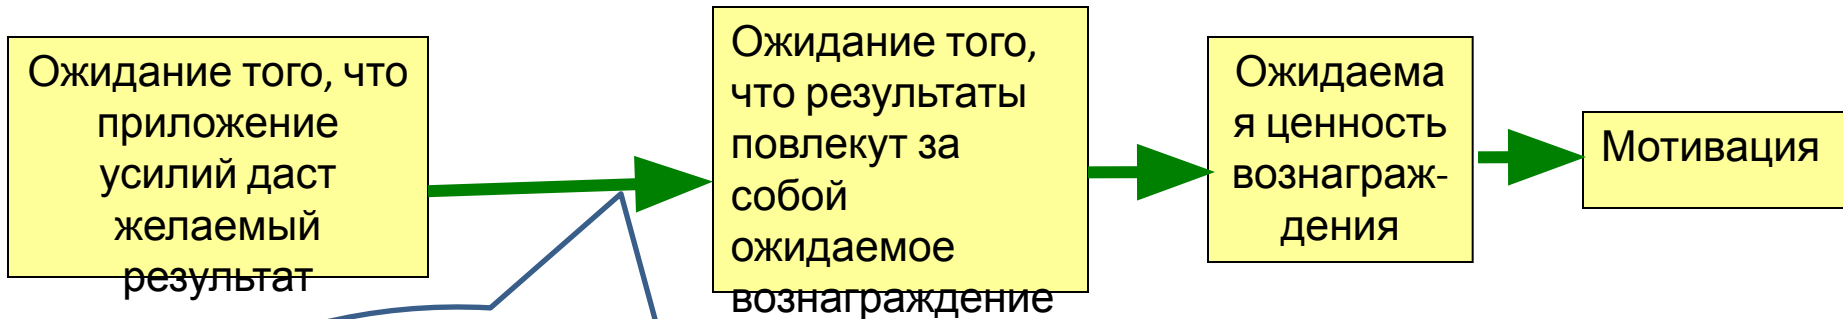 Ожидание того, что
приложение
усилий даст
желаемый
результат
Ожидание того,
что результаты
повлекут за
собой
ожидаемое
вознаграждение
Ожидаема
я ценность
вознаграж-
дения
Мотивация